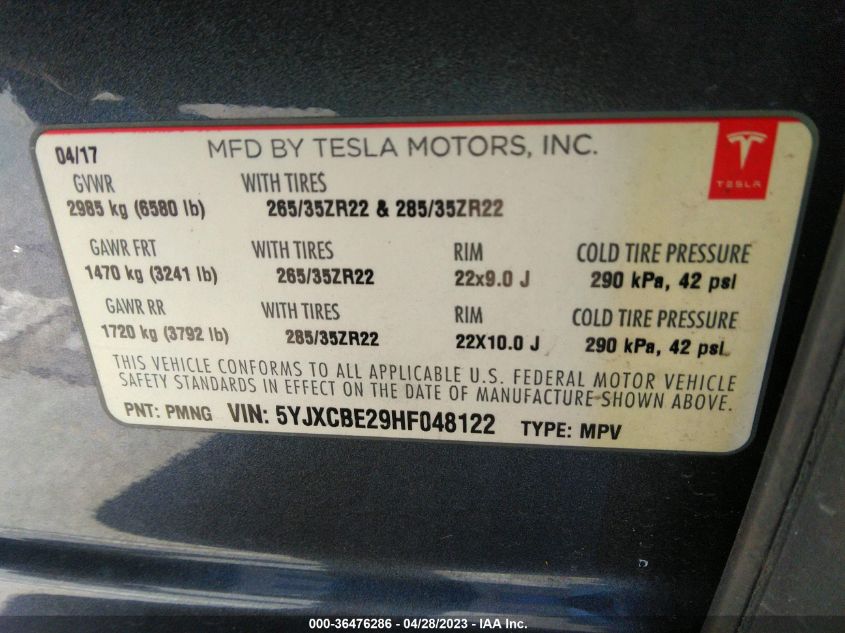 04/17 MFD BY TESLA MOTORS, INC.
TESLA
GVWR WITH TIRES
2985 kg (6580 lb) 265/35ZR22 & 285/35ZR22
GAWR FRT WITH TIRES RIM COLD TIRE PRESSURE
1470 kg (3241 lb) 265/35ZR22 22x9.0 J 290 kPa, 42 psi
GAWR RR WITH TIRES RIM COLD TIRE PRESSURE
1720 kg (3792 lb) 285/35ZR22 22X10.0 J 290 kPa, 42 psi
THIS VEHICLE CONFORMS TO ALL APPLICABLE U.S. FEDERAL MOTOR VEHICLE
SAFETY STANDARDS IN EFFECT ON THE DATE OF MANUFACTURE SHOWN ABOVE.
PNT: PMNG VIN: 5YJXCBE29HF048122 TYPE: MPV
000-36476286 - 04/28/2023 - IAA Inc.